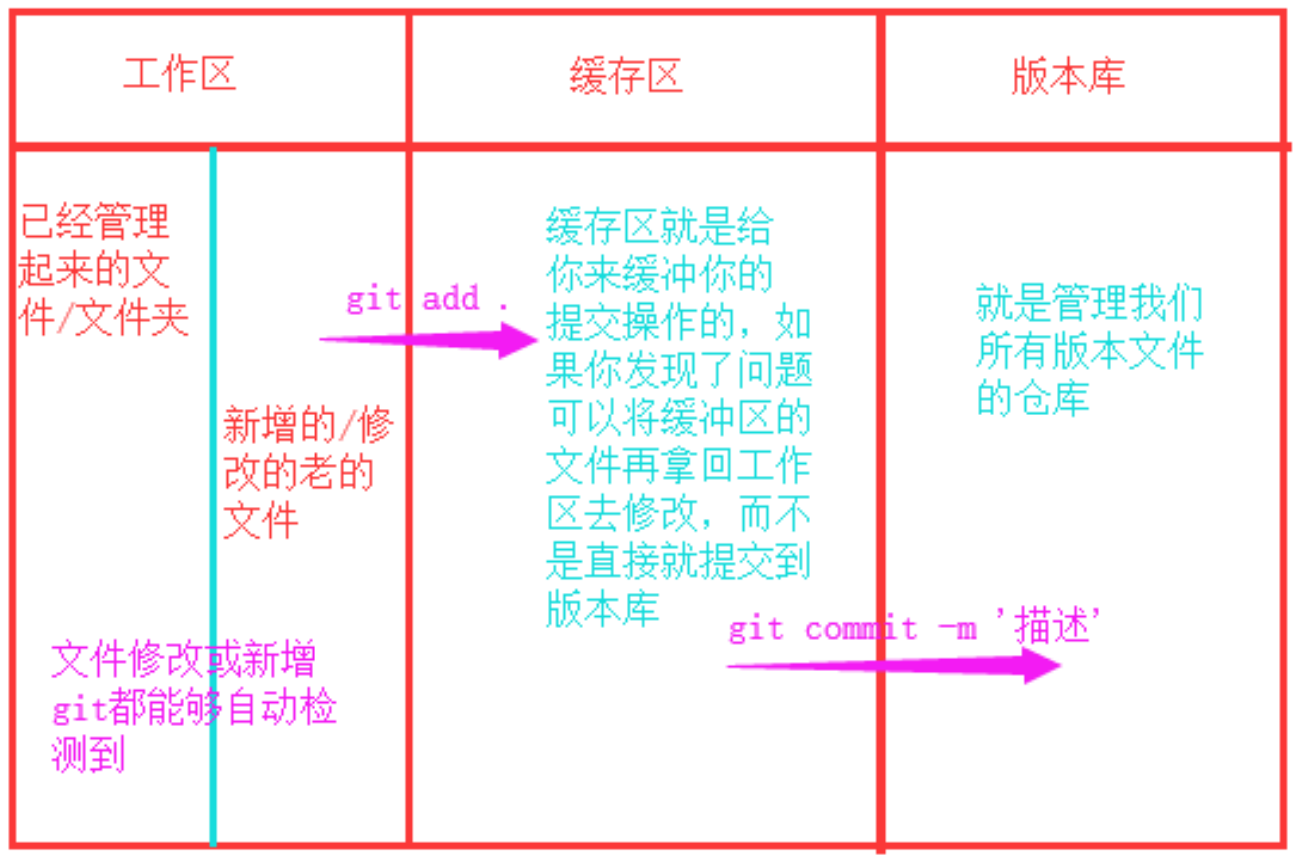 工作区
缓存区
版本库
已经管理
起来的文
件/文件夹
新增的/修
改的老的
文件
文件修改或新增
git都能够自动检
测到
git add .
缓存区就是给
你来缓冲你的
提交操作的，如
果你发现了问题
可以将缓冲区的
文件再拿回工作
区去修改，而不
是直接就提交到
版本库
git commit -m '描述'
就是管理我们
所有版本文件
的仓库